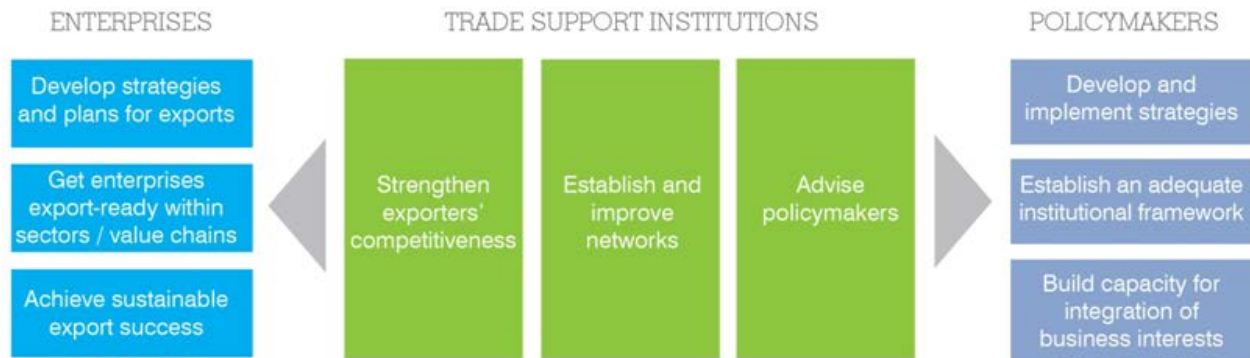 ENTERPRISES
Develop strategies
and plans for exports
Get enterprises
export-ready within
sectors / value chains
Achieve sustainable
export success
TRADE SUPPORT INSTITUTIONS
Strengthen
exporters'
competitiveness
Establish and
improve
networks
Advise
policymakers
POLICYMAKERS
Develop and
implement strategies
Establish an adequate
institutional framework
Build capacity for
integration of
business interests